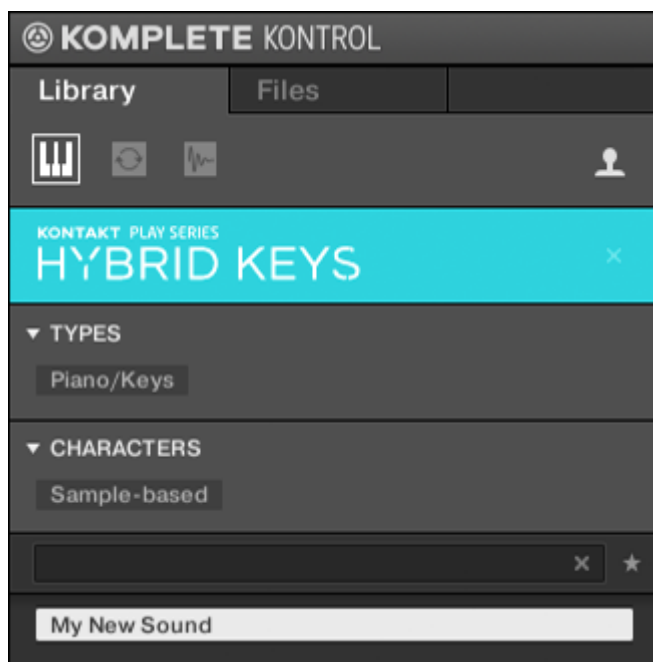 KOMPLETE KONTROL
Library Files
KONTAKT PLAY SERIES
HYBRID KEYS
TYPES
Piano/Keys
CHARACTERS
Sample-based
My New Sound